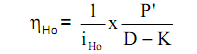 η_Ho = 1/i_Ho x P'/(D − K)